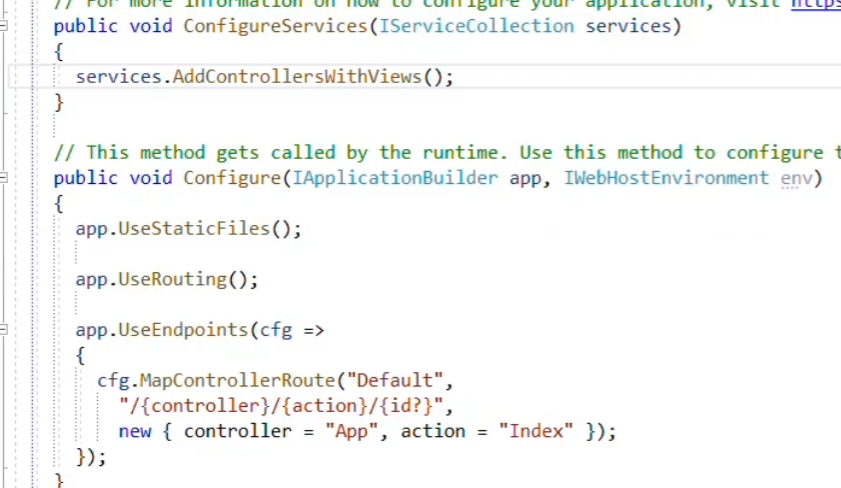 // For more information on how to configure your application, visit https
public void ConfigureServices(IServiceCollection services)
{
services.AddControllersWithViews();
}
// This method gets called by the runtime. Use this method to configure t
public void Configure(IApplicationBuilder app, IWebHostEnvironment env)
{
app.UseStaticFiles();
app.UseRouting();
app.UseEndpoints(cfg =>
{
cfg.MapControllerRoute("Default",
"/{controller}/{action}/{id?}",
new { controller = "App", action = "Index" });
});
}